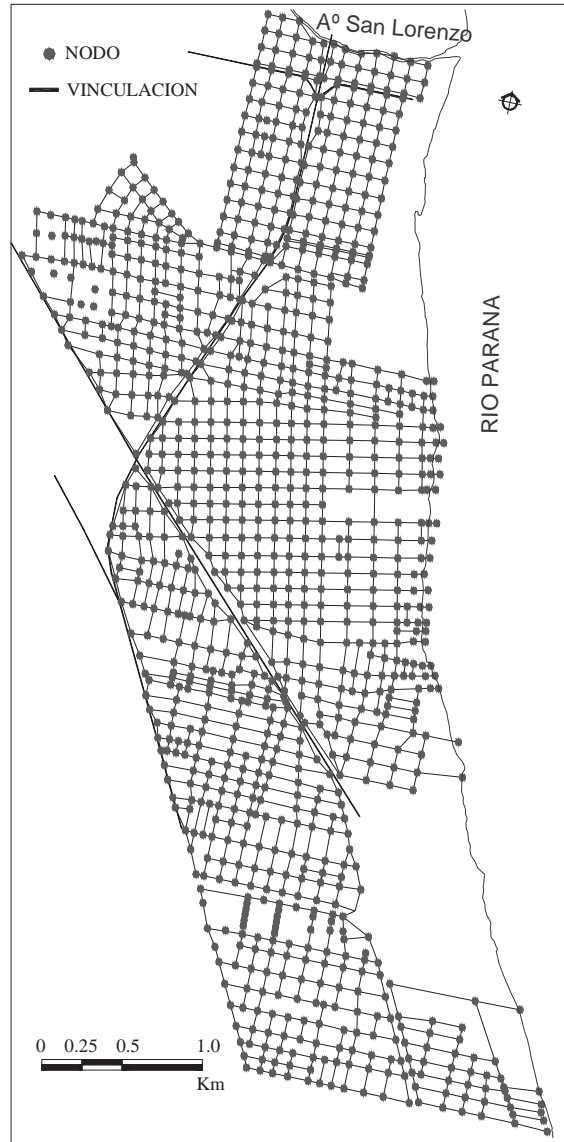 Aº San Lorenzo
NODO
VINCULACION
RIO PARANA
0 0.25 0.5 1.0
Km